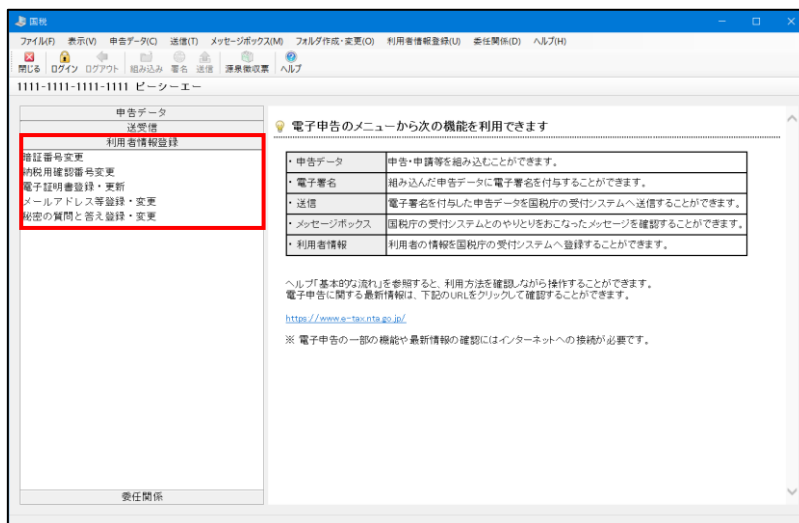 国税
ファイル(F) 表示(V) 申告データ(C) 送信(T) メッセージボックス(M) フォルダ作成・変更(O) 利用者情報登録(U) 委任関係(D) ヘルプ(H)
閉じる ログイン ログアウト 組み込み 署名 送信 源泉徴収票 ヘルプ
1111-1111-1111-1111 ピーシーエー
申告データ
送受信
利用者情報登録
暗証番号変更
納税用確認番号変更
電子証明書登録・更新
メールアドレス等登録・変更
秘密の質問と答え登録・変更
委任関係
電子申告のメニューから次の機能を利用できます
・申告データ 申告・申請等を組み込むことができます。
・電子署名 組み込んだ申告データに電子署名を付与することができます。
・送信 電子署名を付与した申告データを国税庁の受付システムへ送信することができます。
・メッセージボックス 国税庁の受付システムとのやりとりをおこなったメッセージを確認することができます。
・利用者情報 利用者の情報を国税庁の受付システムへ登録することができます。
ヘルプ「基本的な流れ」を参照すると、利用方法を確認しながら操作することができます。
電子申告に関する最新情報は、下記のURLをクリックして確認することができます。
https://www.e-tax.nta.go.jp/
※ 電子申告の一部の機能や最新情報の確認にはインターネットへの接続が必要です。